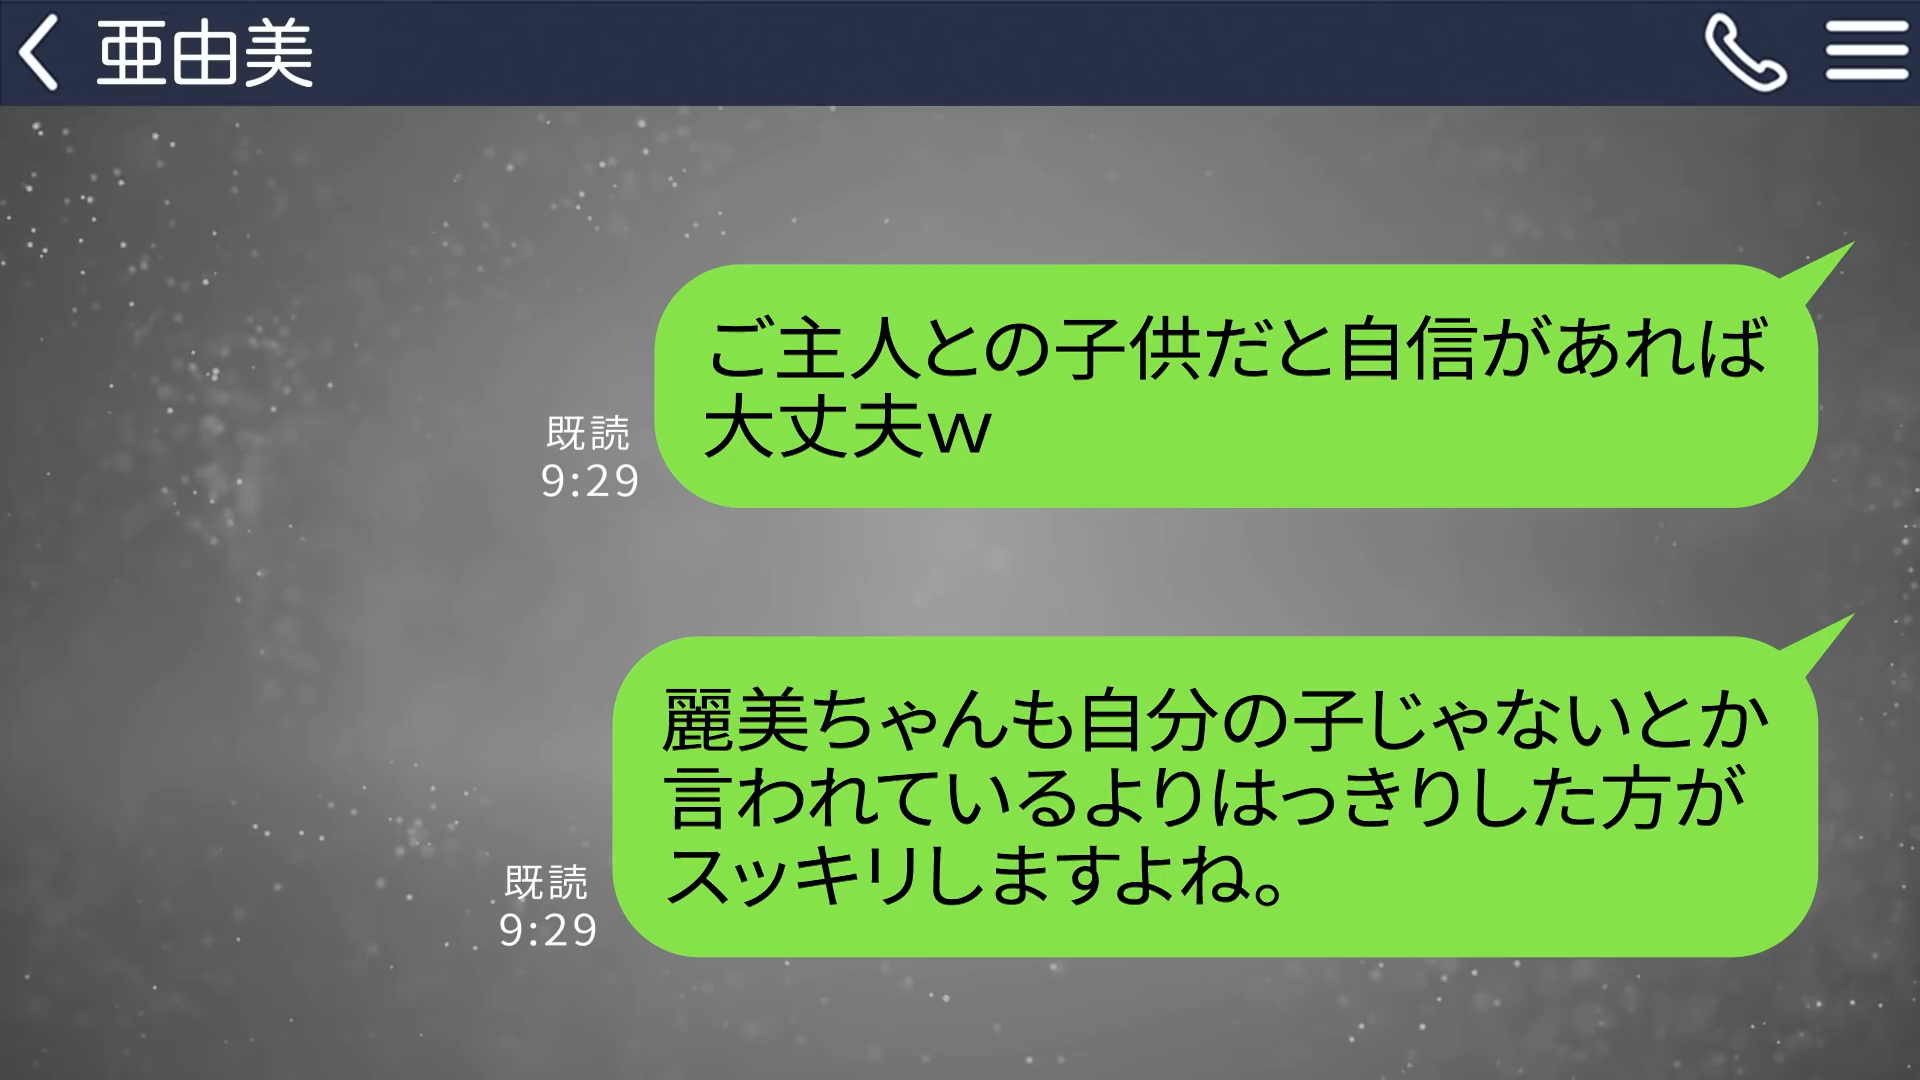 亜由美
ご主人との子供だと自信があれば
大丈夫w
既読
9:29
麗美ちゃんも自分の子じゃないとか
言われているよりはっきりした方が
スッキリしますよね。
既読
9:29